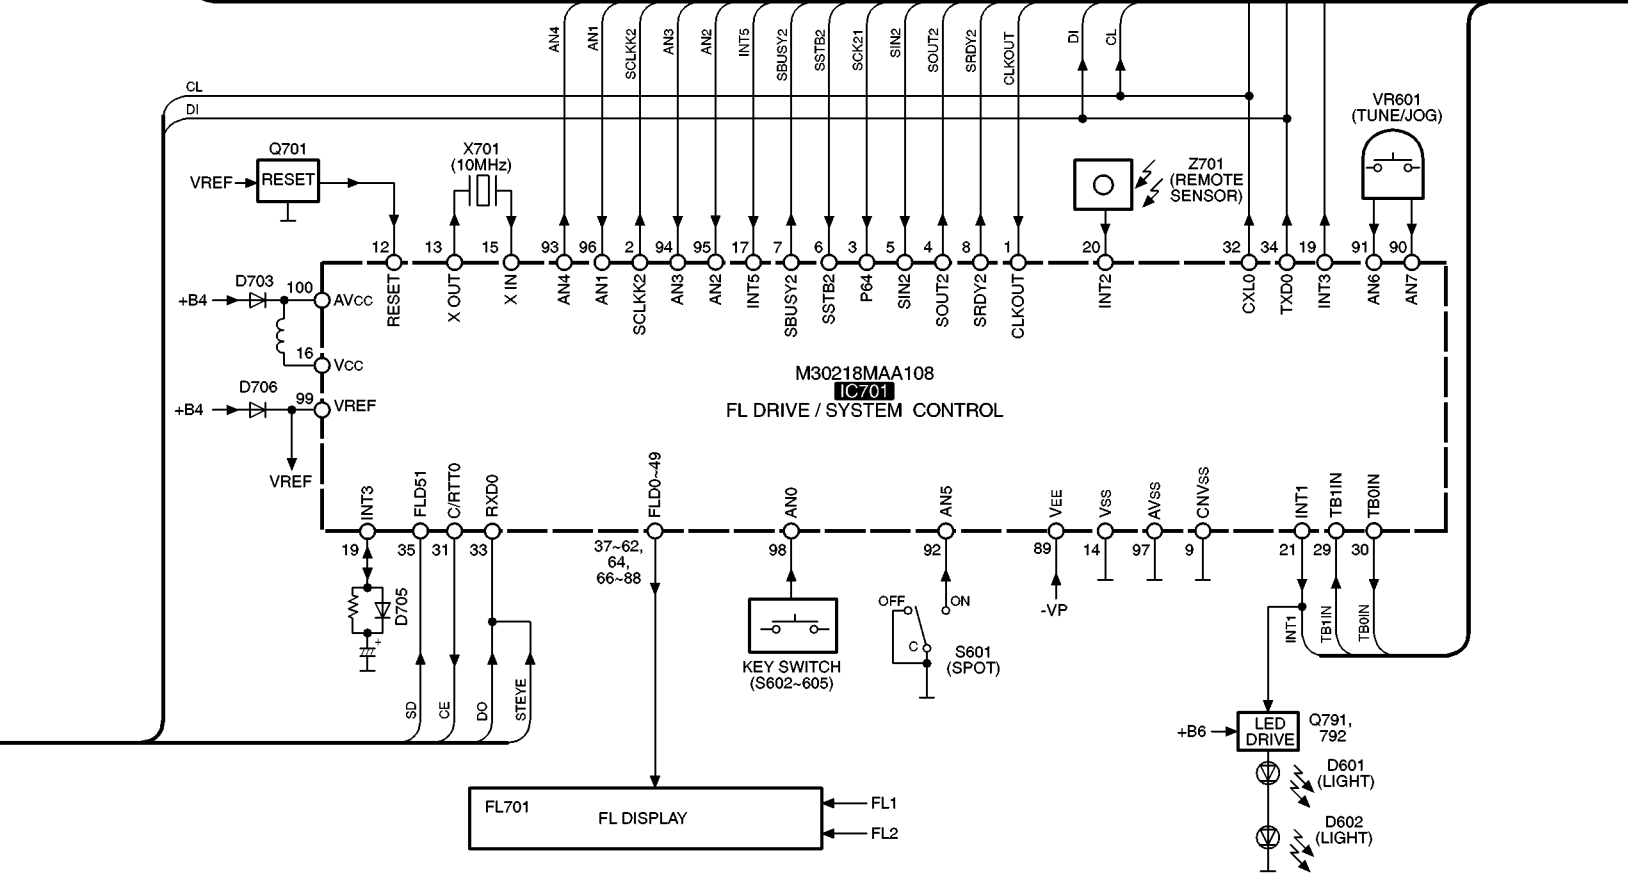 AN4
AN1
SCLKK2
AN3
AN2
INT5
SBUSY2
SSTB2
SCK21
SIN2
SOUT2
SRDY2
CLKOUT
DI
CL
CL
DI
VR601
(TUNE/JOG)
Q701
RESET
VREF
X701
(10MHz)
Z701
(REMOTE
SENSOR)
12
13
15
93
96
2
94
95
17
7
6
3
5
4
8
1
20
32
34
19
91
90
RESET
X OUT
X IN
AN4
AN1
SCLKK2
AN3
AN2
INT5
SBUSY2
SSTB2
P64
SIN2
SOUT2
SRDY2
CLKOUT
INT2
CXL0
TXD0
INT3
AN6
AN7
D703
+B4
100
AVCC
16
VCC
D706
+B4
99
VREF
VREF
M30218MAA108
IC701
FL DRIVE / SYSTEM CONTROL
INT3
FLD51
C/RTT0
RXD0
FLD0~49
AN0
AN5
VEE
VSS
AVSS
CNVSS
INT1
TB1IN
TB0IN
19
35
31
33
37~62,
64,
66~88
98
92
89
14
97
9
21
29
30
D705
+
SD
CE
DO
STEYE
KEY SWITCH
(S602~605)
OFF
ON
C
S601
(SPOT)
-VP
INT1
TB1IN
TB0IN
+B6
LED
DRIVE
Q791,
792
D601
(LIGHT)
D602
(LIGHT)
FL701
FL DISPLAY
FL1
FL2